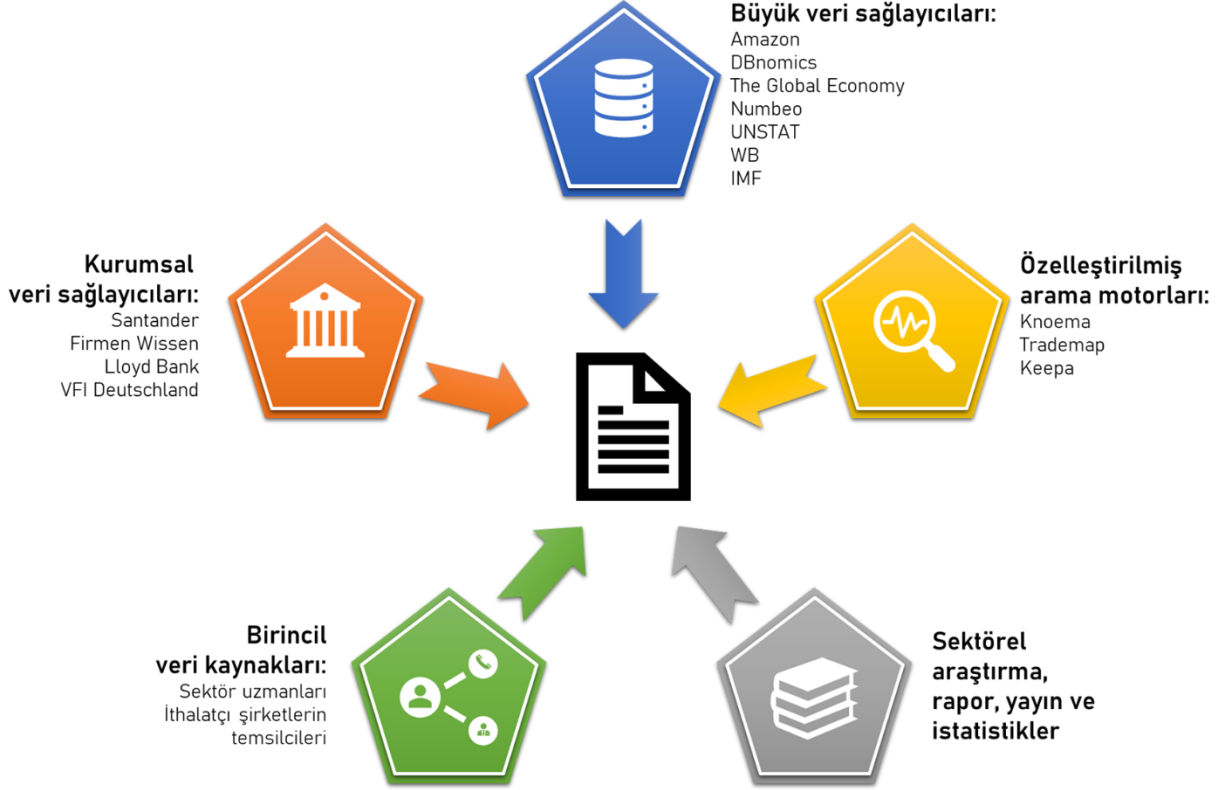 Büyük veri sağlayıcıları:
Amazon
DBnomics
The Global Economy
Numbeo
UNSTAT
WB
IMF
Kurumsal
veri sağlayıcıları:
Santander
Firmen Wissen
Lloyd Bank
VFI Deutschland
Özelleştirilmiş
arama motorları:
Knoema
Trademap
Keepa
Birincil
veri kaynakları:
Sektör uzmanları
İthalatçı şirketlerin
temsilcileri
Sektörel
araştırma,
rapor, yayın ve
istatistikler